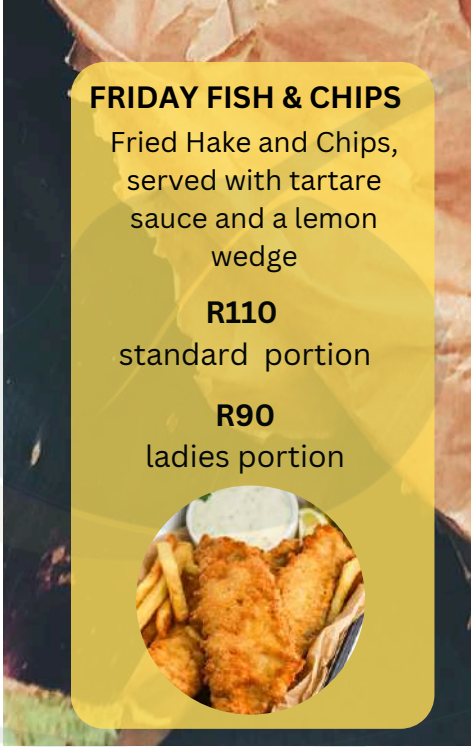 FRIDAY FISH & CHIPS
Fried Hake and Chips,
served with tartare
sauce and a lemon
wedge
R110
standard portion
R90
ladies portion